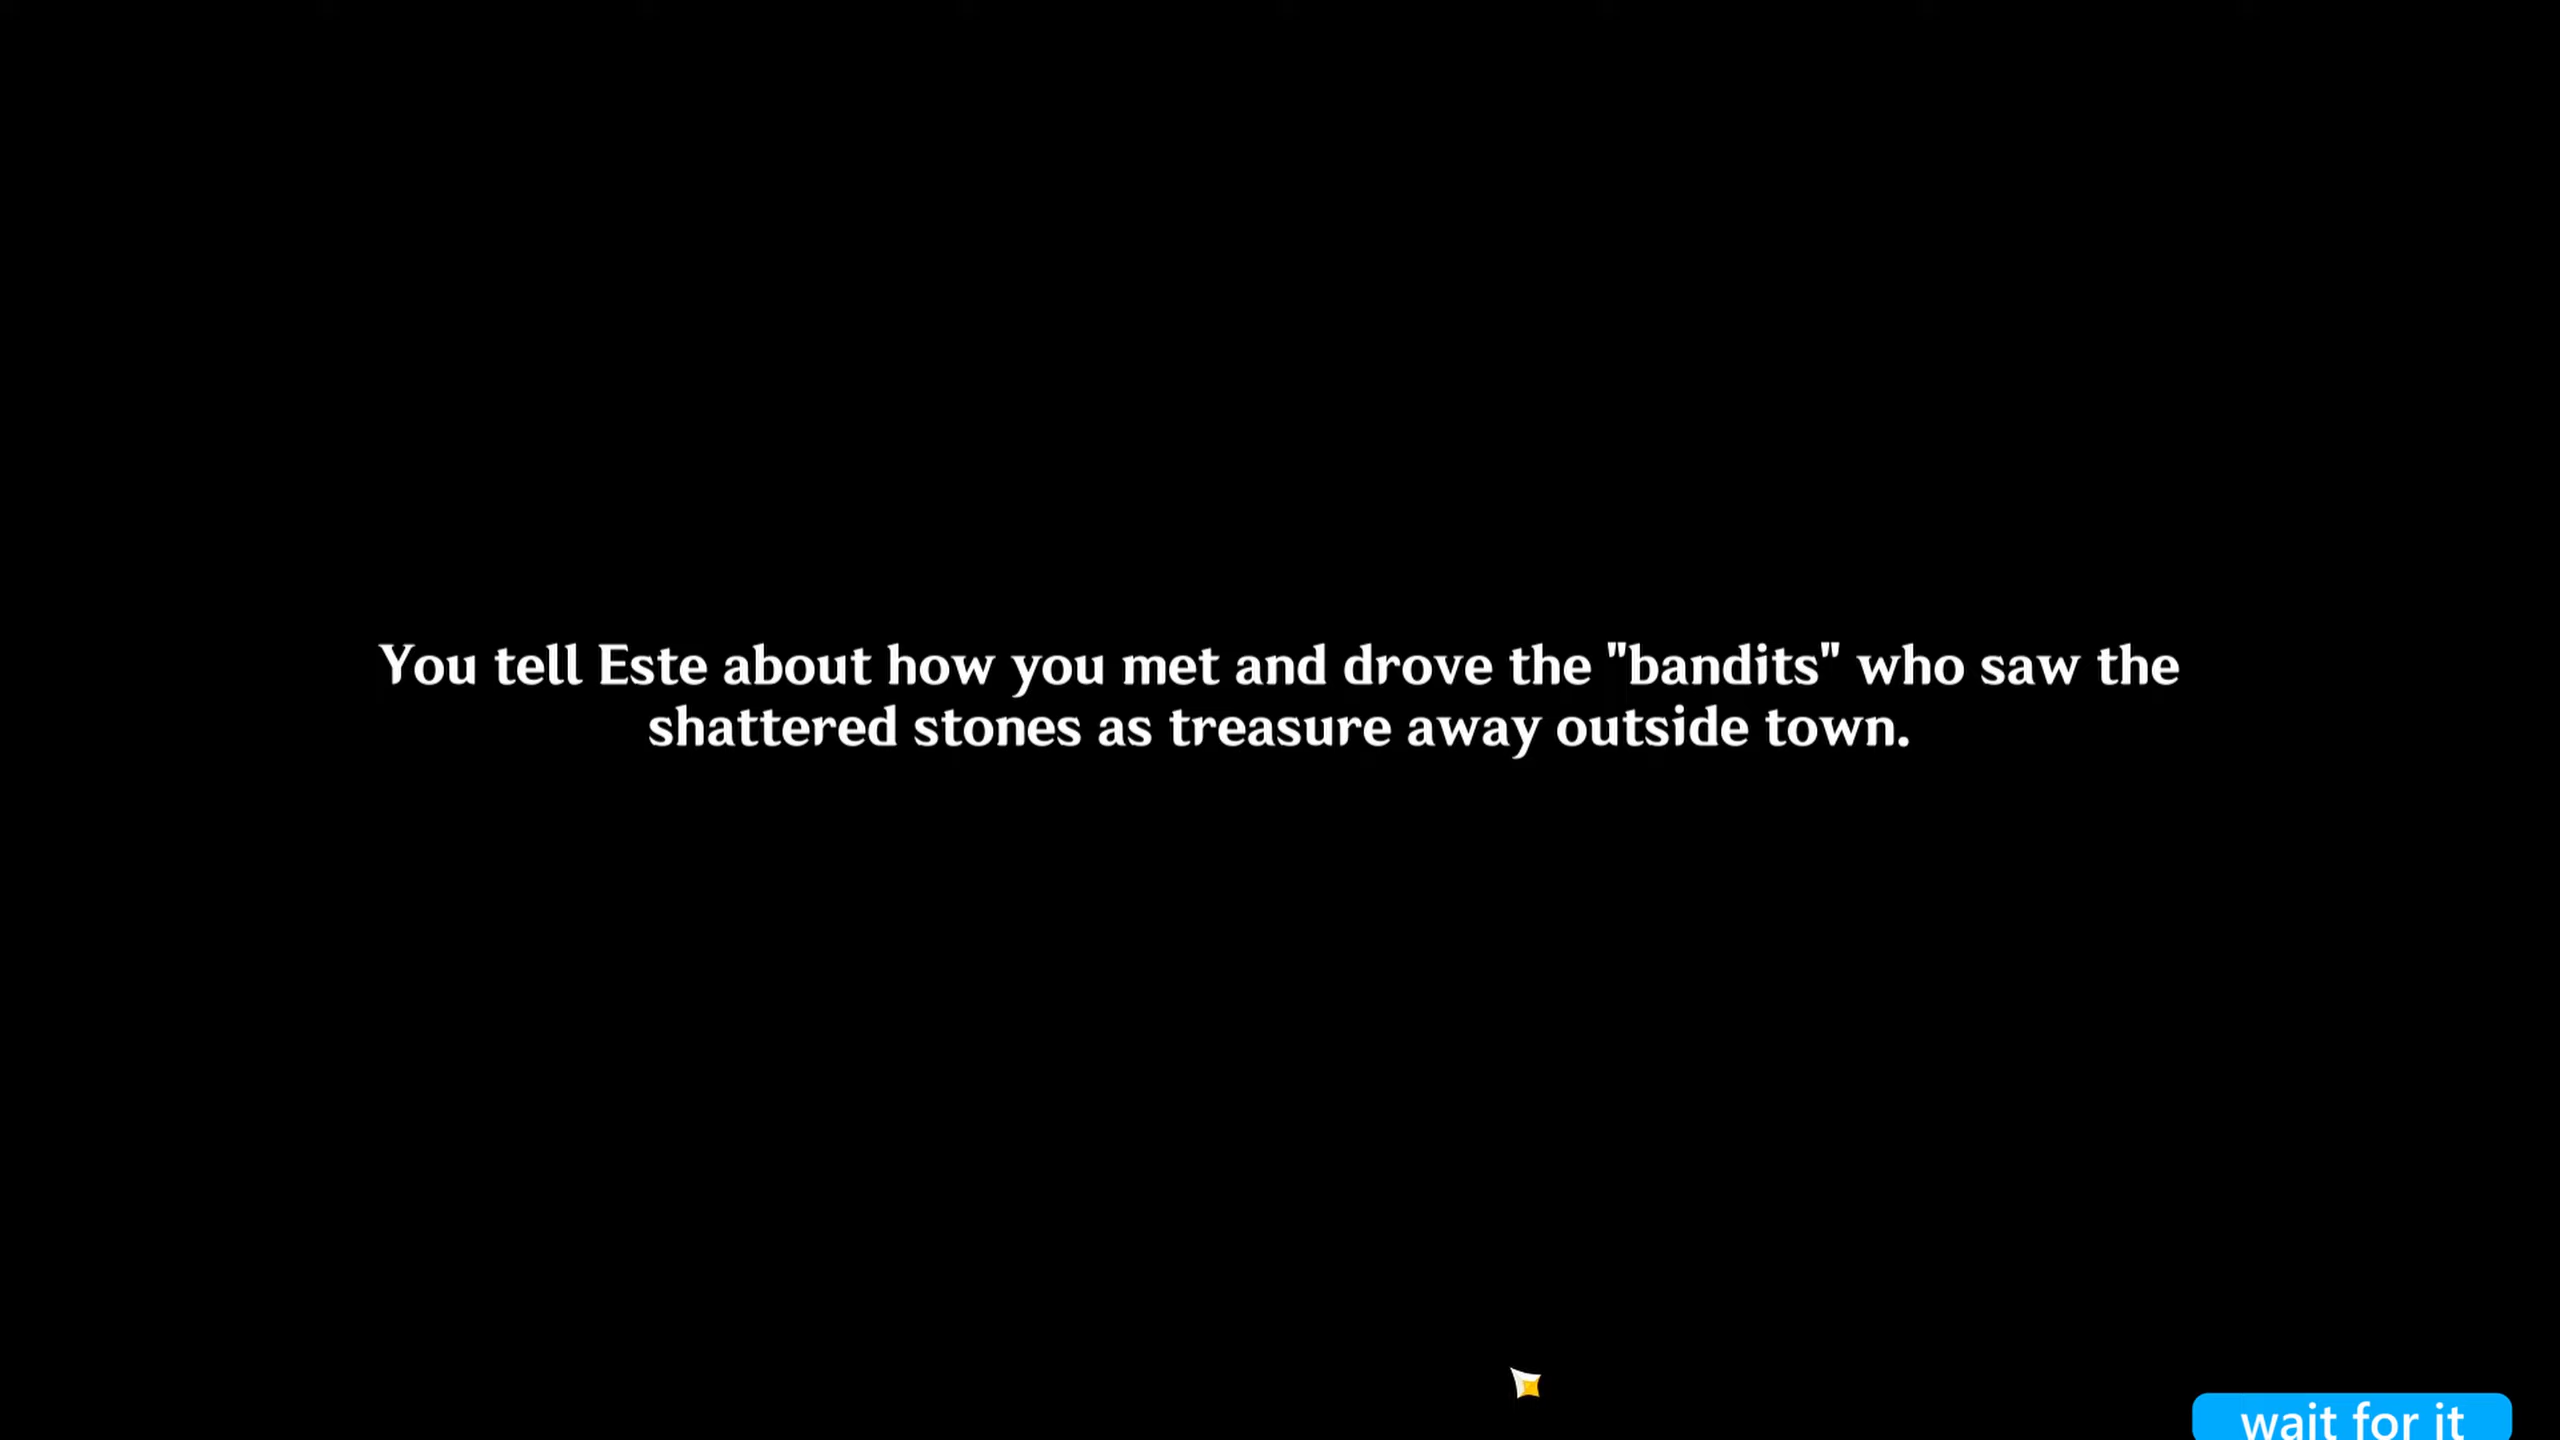 You tell Este about how you met and drove the "bandits" who saw the
shattered stones as treasure away outside town.
wait for it